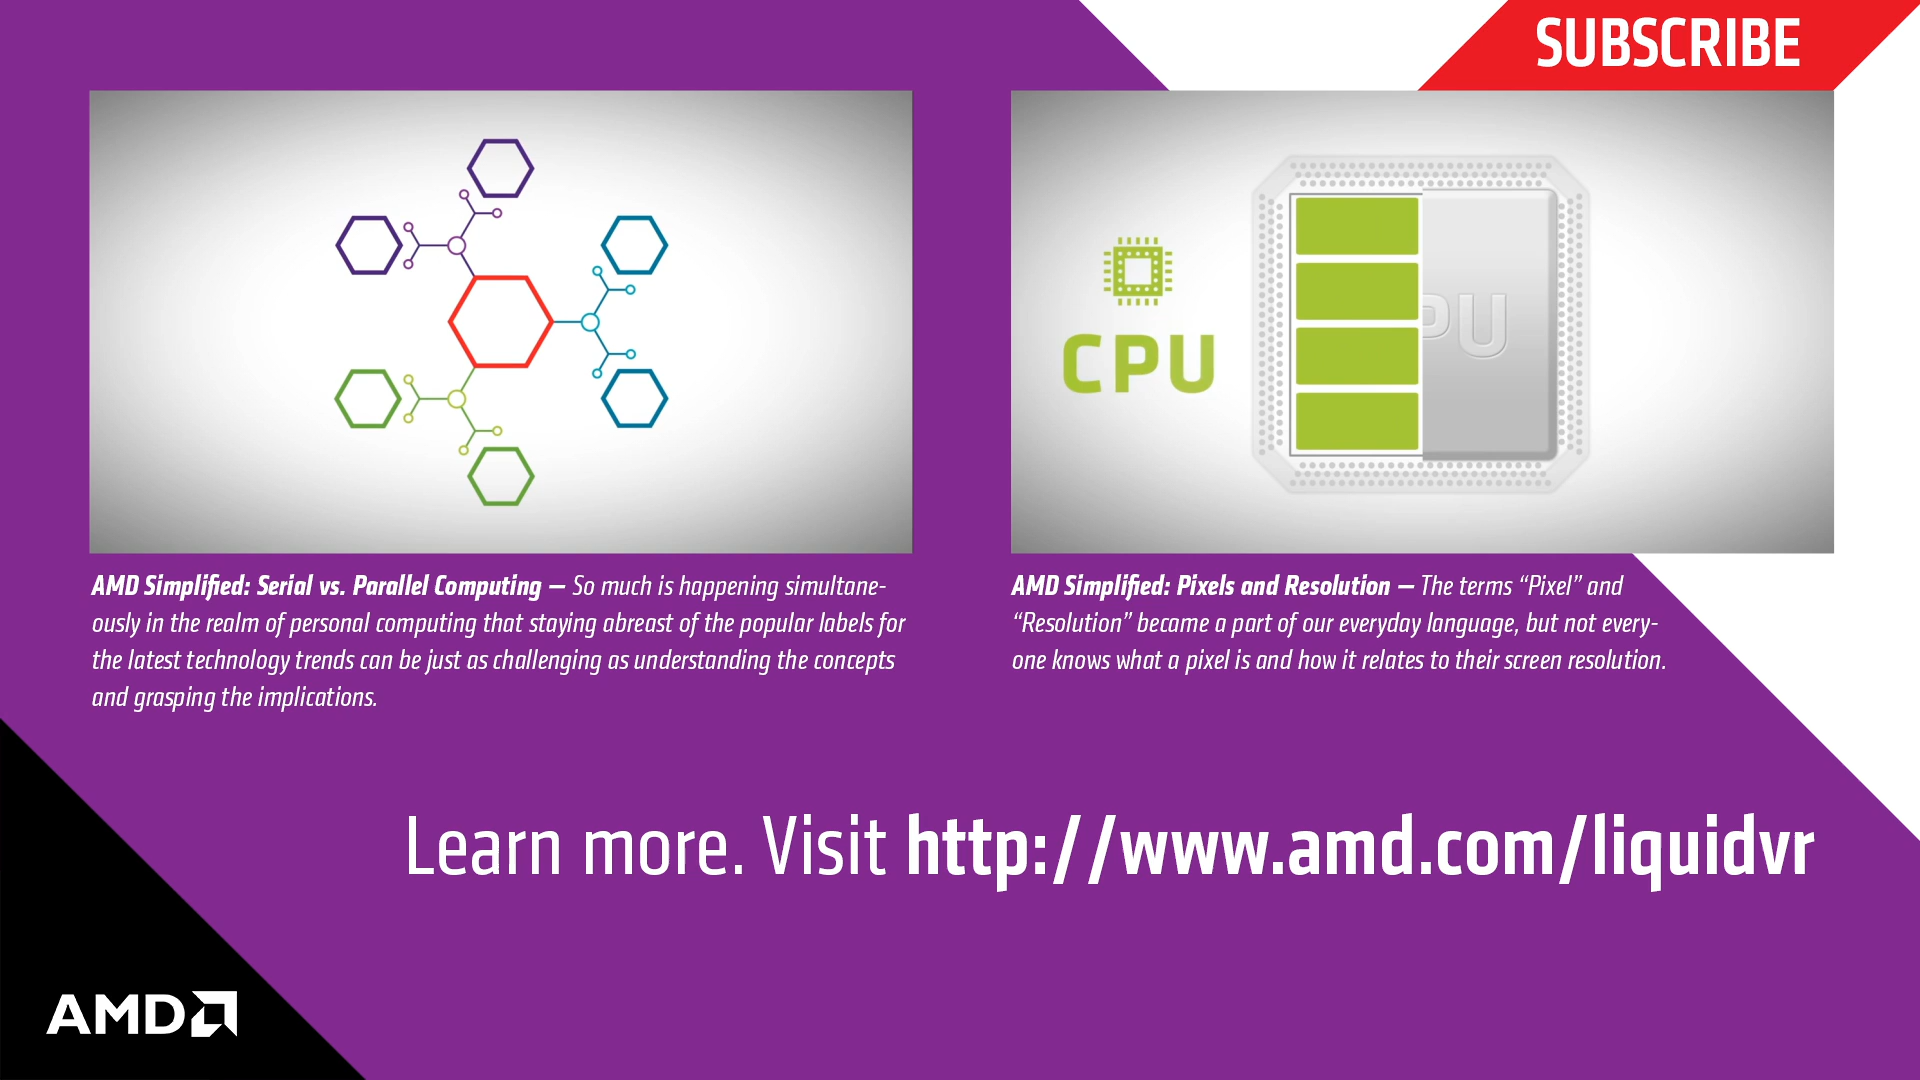 SUBSCRIBE
CPU
PU
AMD Simplified: Serial vs. Parallel Computing — So much is happening simultane-
ously in the realm of personal computing that staying abreast of the popular labels for
the latest technology trends can be just as challenging as understanding the concepts
and grasping the implications.
AMD Simplified: Pixels and Resolution — The terms “Pixel” and
“Resolution” became a part of our everyday language, but not every-
one knows what a pixel is and how it relates to their screen resolution.
Learn more. Visit http://www.amd.com/liquidvr
AMD